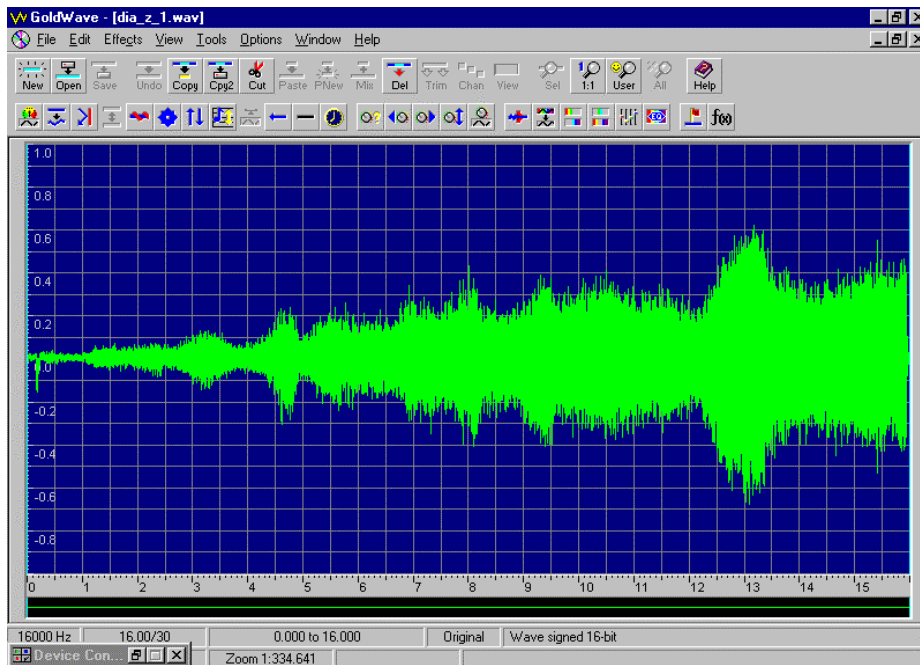 GoldWave - [dia_z_1.wav]
File Edit Effects View Tools Options Window Help
New Open Save Undo Copy Cpy2 Cut Paste PNew Mix Del Trim Chan View Sel 1:1 User All Help
f(x)
1.0
0.8
0.6
0.4
0.2
0.0
-0.2
-0.4
-0.6
-0.8
0 1 2 3 4 5 6 7 8 9 10 11 12 13 14 15
16000 Hz 16.00/30 0.000 to 16.000 Original Wave signed 16-bit
Device Con... Zoom 1:334.641